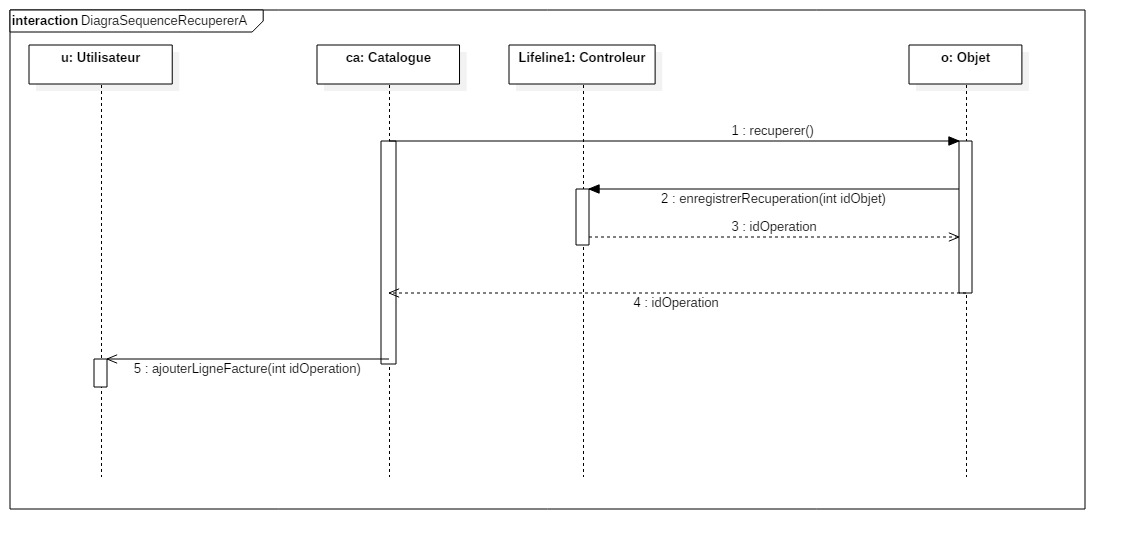 interaction DiagraSequenceRecupererA
u: Utilisateur
ca: Catalogue
Lifeline1: Controleur
o: Objet
1 : recuperer()
2 : enregistrerRecuperation(int idObjet)
3 : idOperation
4 : idOperation
5 : ajouterLigneFacture(int idOperation)